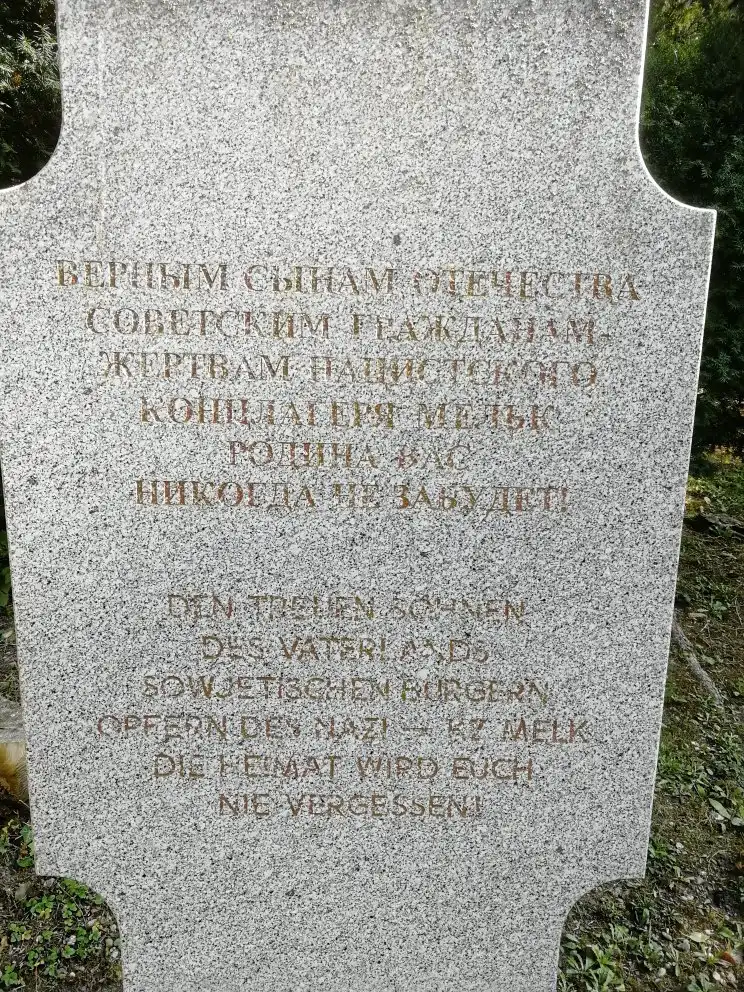 ВЕРНЫМ СЫНАМ ОТЕЧЕСТВА
СОВЕТСКИМ ГРАЖДАНАМ-
ЖЕРТВАМ НАЦИСТСКОГО
КОНЦЛАГЕРЯ МЕЛЬК
РОДИНА ВАС
НИКОГДА НЕ ЗАБУДЕТ!
DEN TREUEN SÖHNEN
DES VATERLANDS
SOWJETISCHEN BÜRGERN
OPFERN DES NAZI – KZ MELK
DIE HEIMAT WIRD EUCH
NIE VERGESSEN!